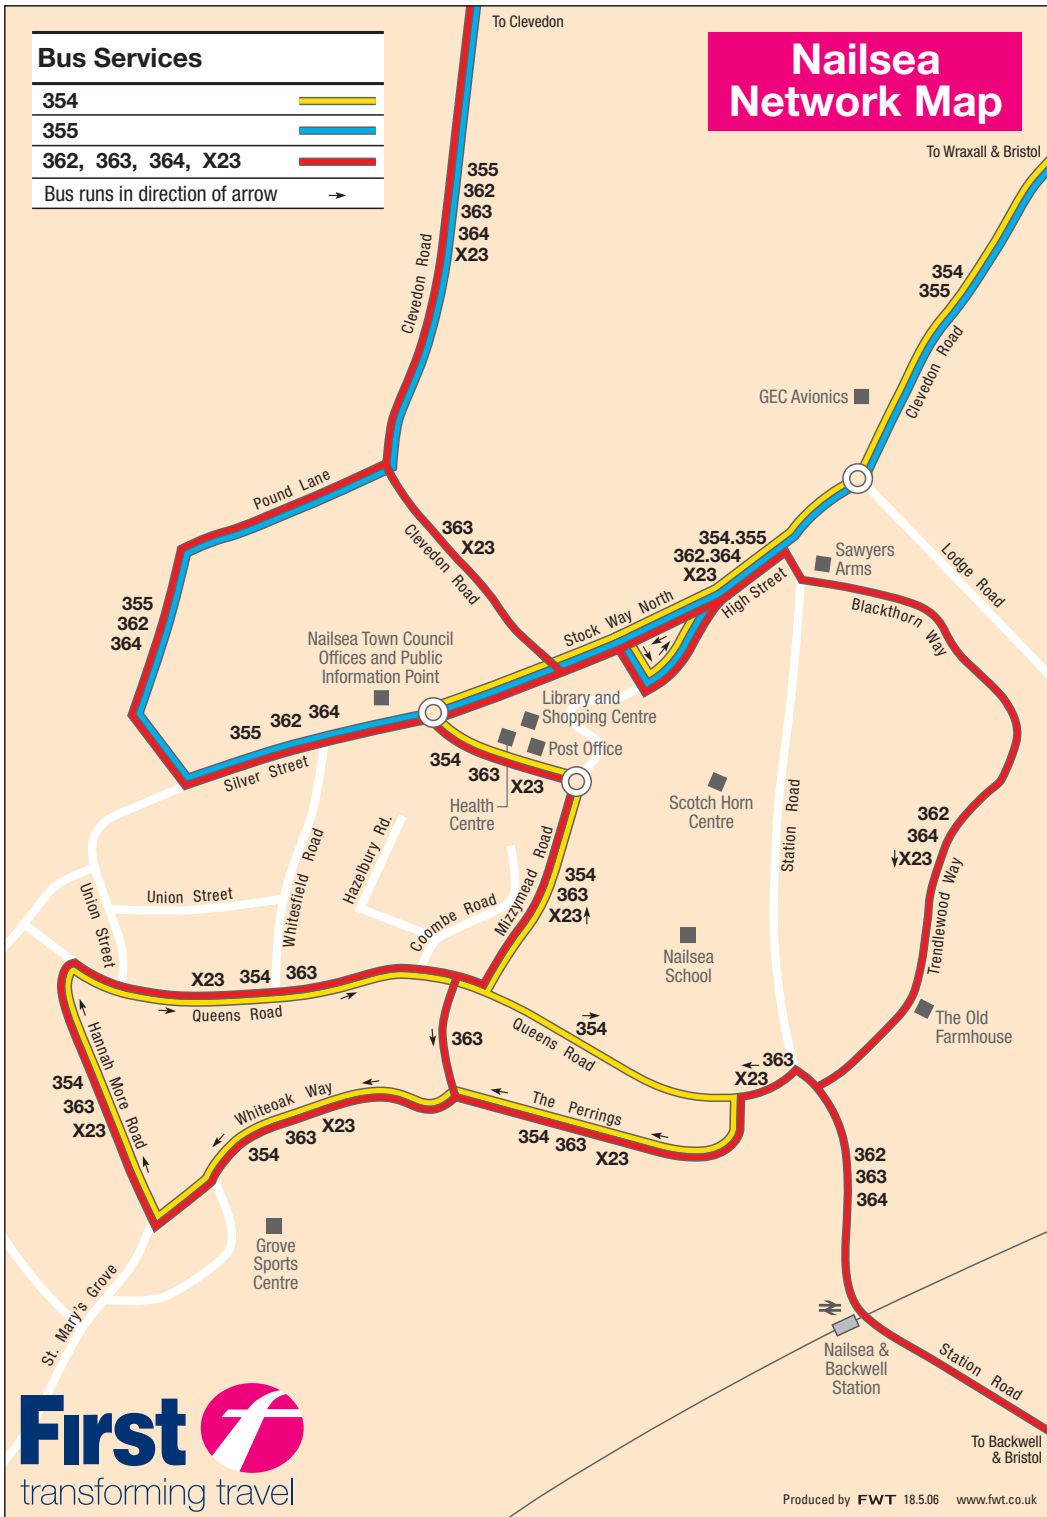 To Clevedon
Bus Services
354
355
362, 363, 364, X23
Bus runs in direction of arrow
Nailsea
Network Map
To Wraxall & Bristol
355
362
363
364
X23
Clevedon Road
354
355
Clevedon Road
GEC Avionics
Pound Lane
363
X23
Clevedon Road
354.355
362.364
X23
High Street
Stock Way North
Sawyers
Arms
Lodge Road
Blackthorn Way
355
362
364
Nailsea Town Council
Offices and Public
Information Point
Library and
Shopping Centre
Post Office
355 362 364
Silver Street
354 363 X23
Health
Centre
Scotch Horn
Centre
Station Road
362
364
X23
Trendlewood Way
Hazelbury Rd.
Whitesfield Road
Union Street
Union Street
Coombe Road
Mizzymead Road
354
363
X23
Nailsea
School
X23 354 363
Queens Road
354
Queens Road
363
363
X23
The Old
Farmhouse
Hannah More Road
354
363
X23
Whiteoak Way
354 363 X23
The Perrings
354 363 X23
362
363
364
Grove
Sports
Centre
St. Mary's Grove
Nailsea &
Backwell
Station
Station Road
To Backwell
& Bristol
First
transforming travel
Produced by FWT 18.5.06 www.fwt.co.uk